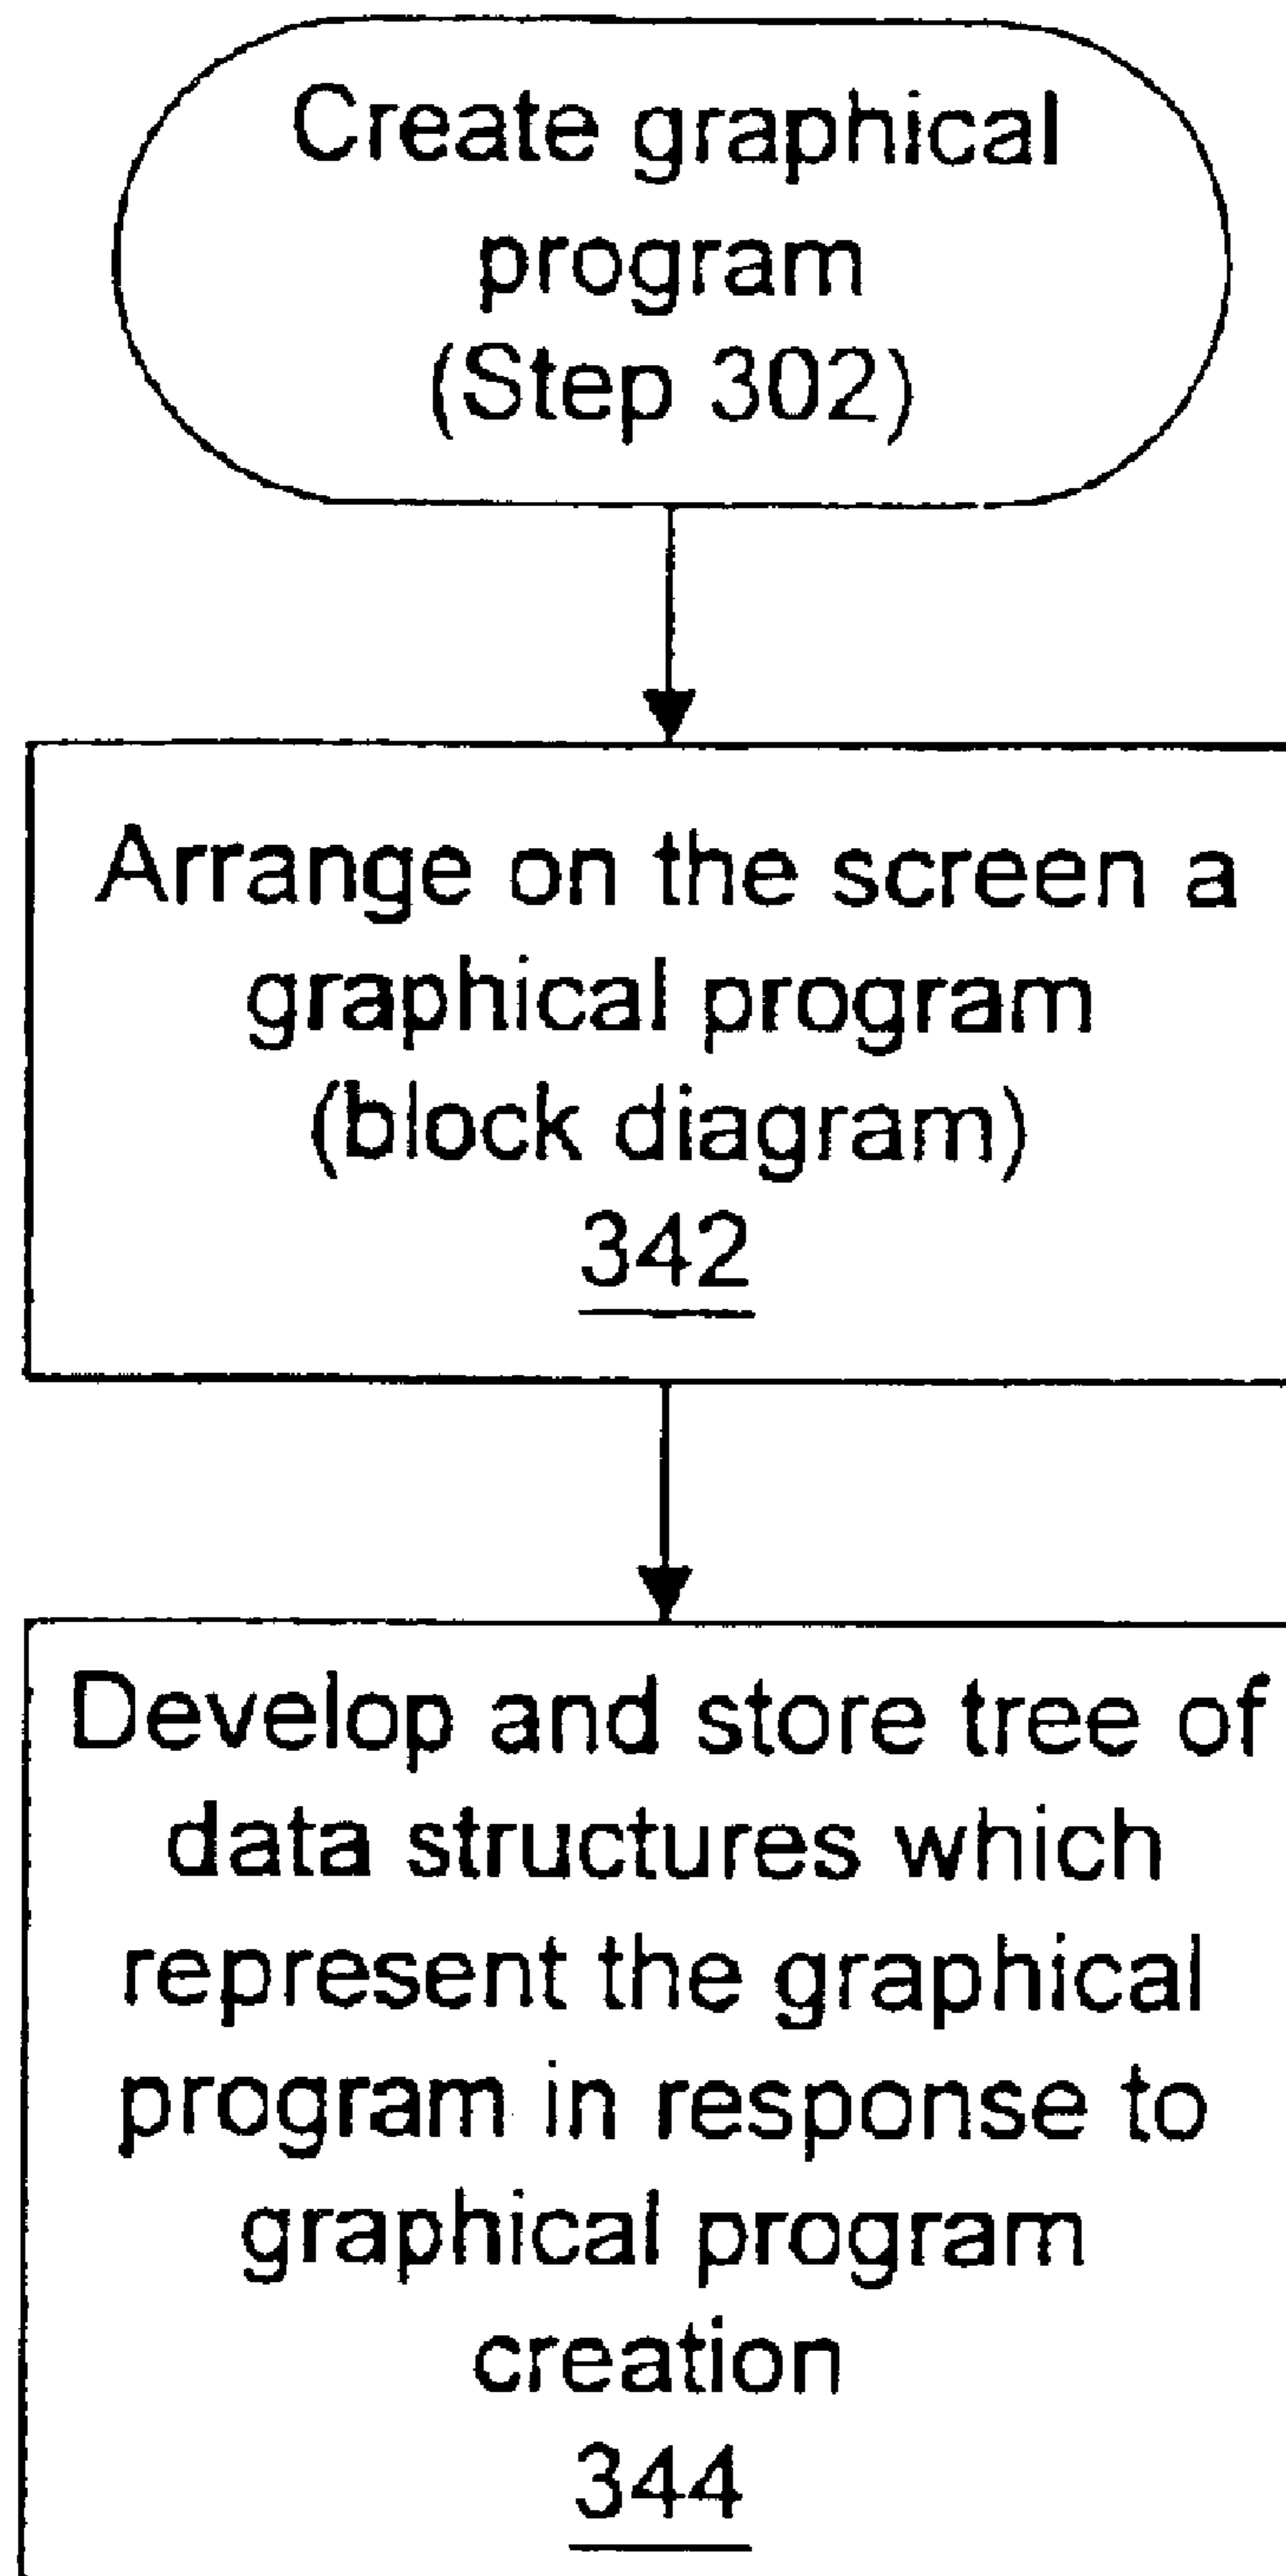 Create graphical
program
(Step 302)
Arrange on the screen a
graphical program
(block diagram)
342
Develop and store tree of
data structures which
represent the graphical
program in response to
graphical program
creation
344